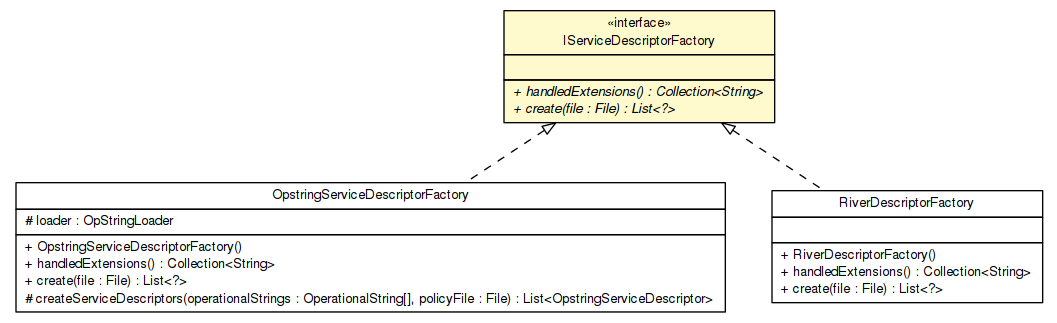 «interface»
IServiceDescriptorFactory
+ handledExtensions() : Collection<String>
+ create(file : File) : List<?>
OpstringServiceDescriptorFactory
# loader : OpStringLoader
+ OpstringServiceDescriptorFactory()
+ handledExtensions() : Collection<String>
+ create(file : File) : List<?>
# createServiceDescriptors(operationalStrings : OperationalString[], policyFile : File) : List<OpstringServiceDescriptor>
RiverDescriptorFactory
+ RiverDescriptorFactory()
+ handledExtensions() : Collection<String>
+ create(file : File) : List<?>